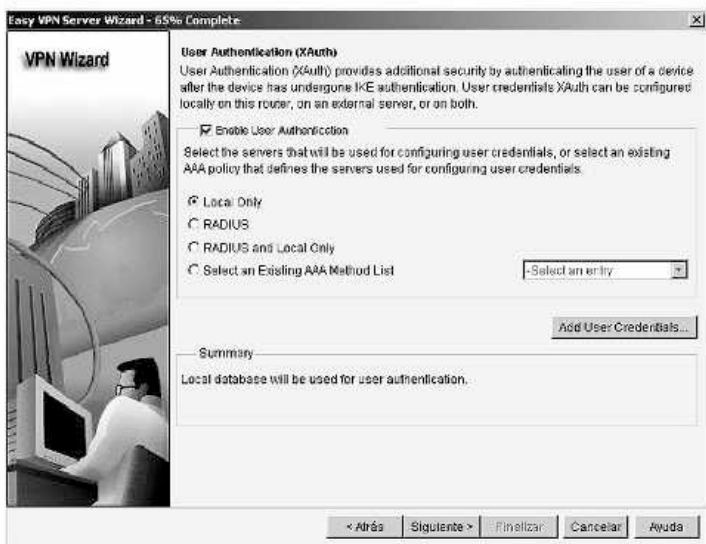 Easy VPN Server Wizard - 65% Complete
VPN Wizard
User Authentication (XAuth)
User Authentication (XAuth) provides additional security by authenticating the user of a device
after the device has undergone IKE authentication. User credentials XAuth can be configured
locally on this router, on an external server, or on both.
Enable User Authentication
Select the servers that will be used for configuring user credentials, or select an existing
AAA policy that defines the servers used for configuring user credentials.
Local Only
RADIUS
RADIUS and Local Only
Select an Existing AAA Method List
-Select an entry
Add User Credentials...
Summary
Local database will be used for user authentication.
< Atrás
Siguiente >
Finalizar
Cancelar
Ayuda